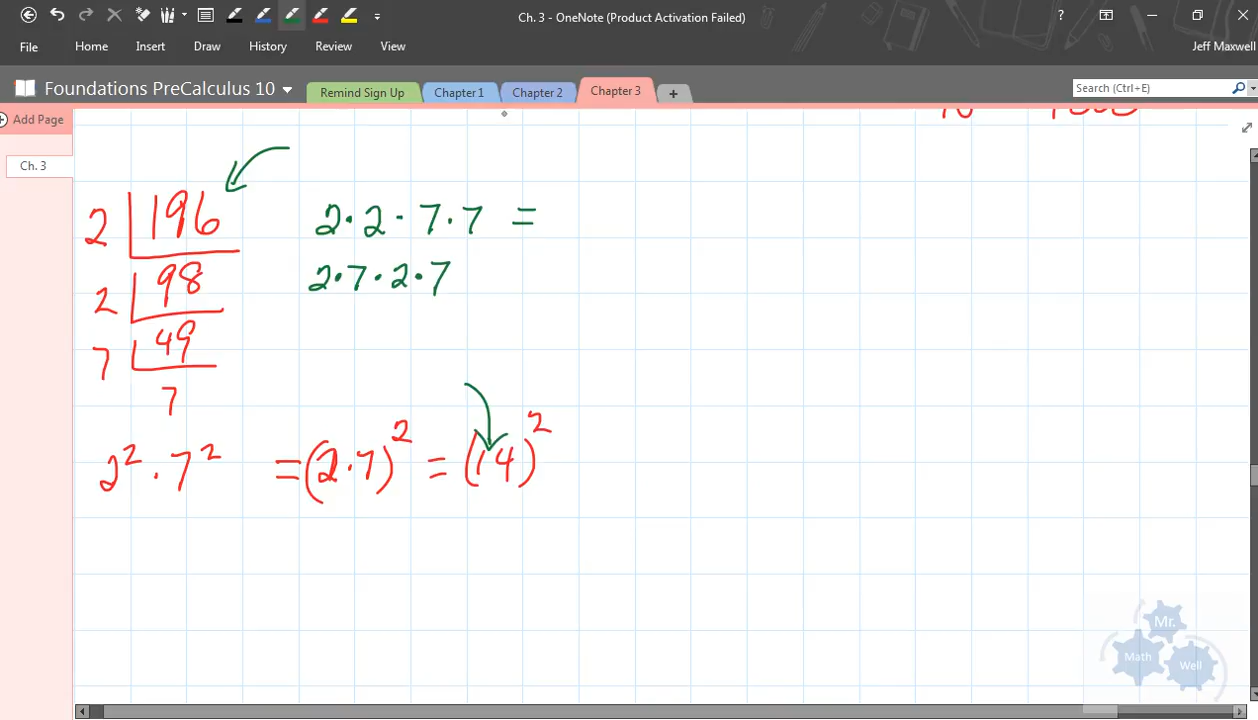 Ch. 3 - OneNote (Product Activation Failed)
?
File Home Insert Draw History Review View
Jeff Maxwell
Foundations PreCalculus 10
Remind Sign Up
Chapter 1
Chapter 2
Chapter 3
+
Search (Ctrl+E)
Add Page
Ch. 3
2 196
2 98
7 49
7
2·2·7·7 =
2·7·2·7
2² · 7² = (2·7)² = (14)²
Mr.
Math Well